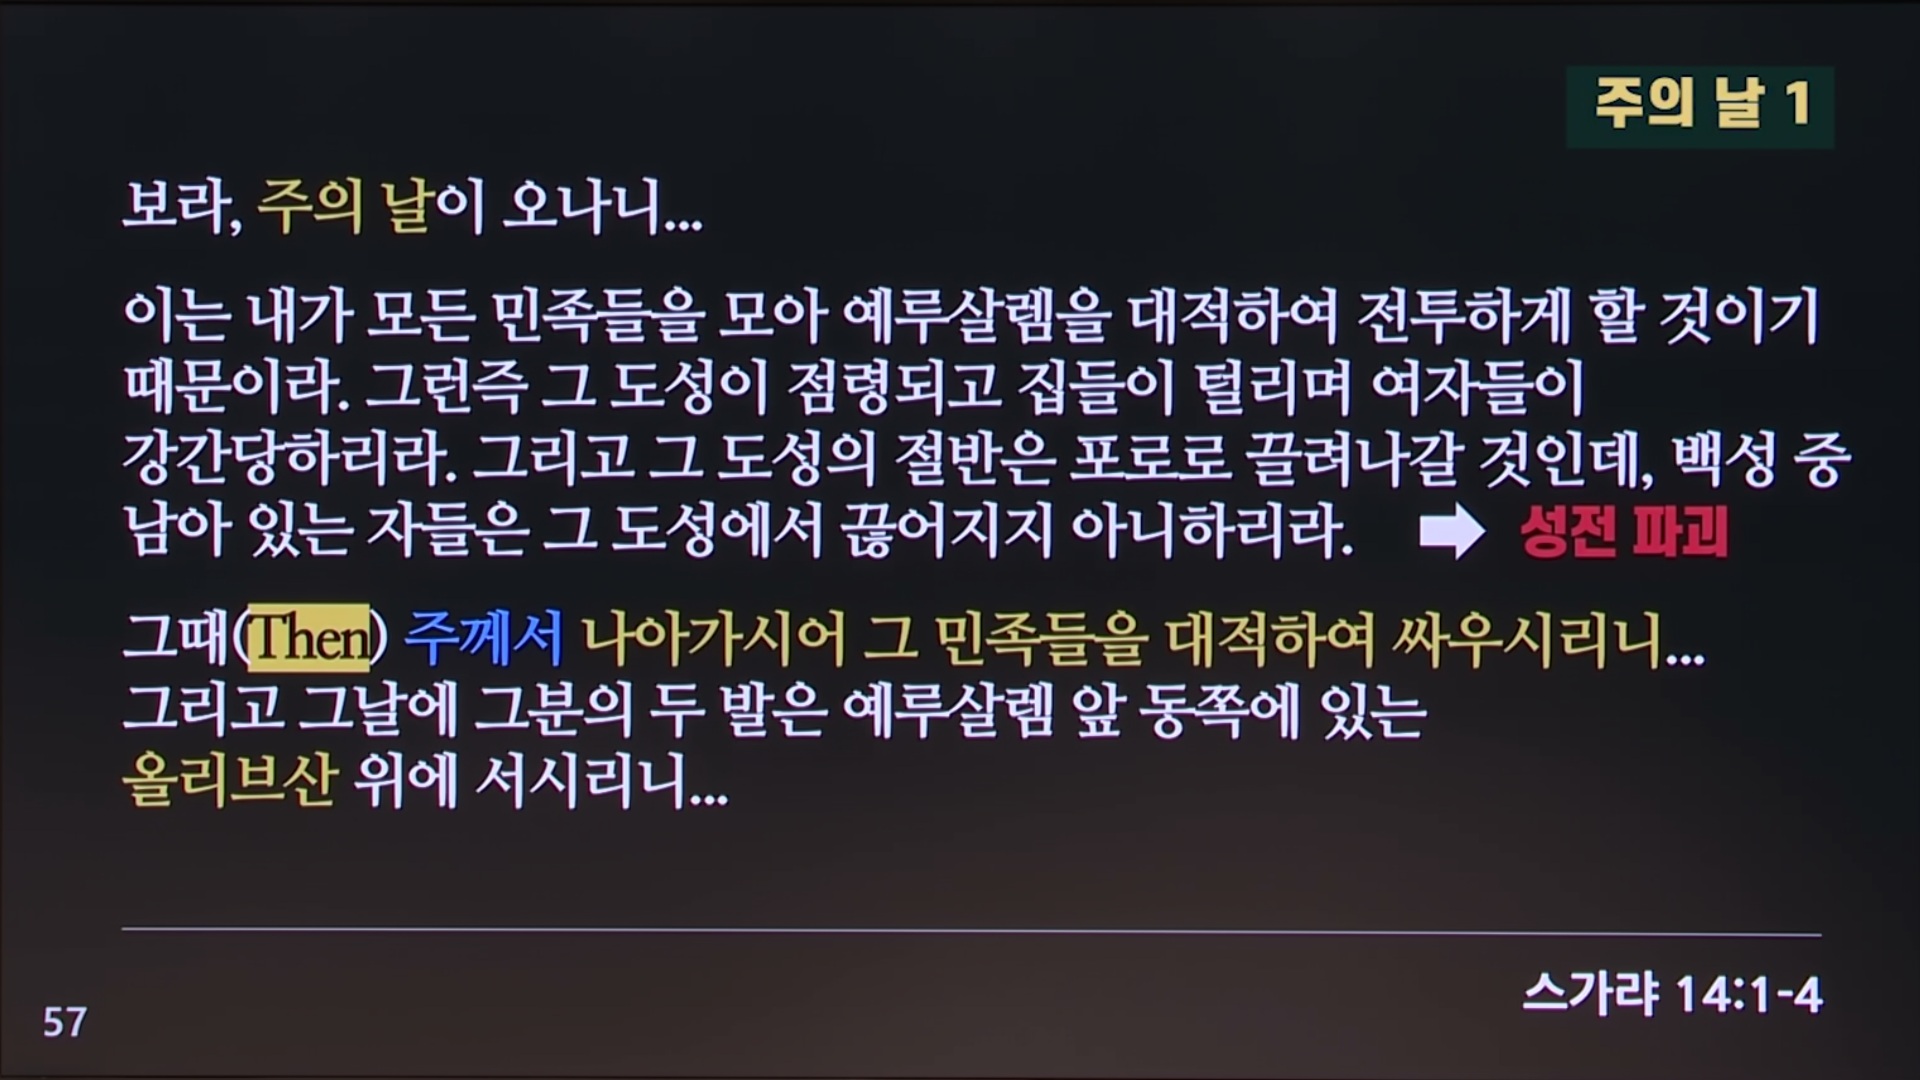 주의 날 1
보라, 주의 날이 오나니...
이는 내가 모든 민족들을 모아 예루살렘을 대적하여 전투하게 할 것이기
때문이라. 그런즉 그 도성이 점령되고 집들이 털리며 여자들이
강간당하리라. 그리고 그 도성의 절반은 포로로 끌려나갈 것인데, 백성 중
남아 있는 자들은 그 도성에서 끊어지지 아니하리라. ➡ 성전 파괴
그때(Then) 주께서 나아가시어 그 민족들을 대적하여 싸우시리니...
그리고 그날에 그분의 두 발은 예루살렘 앞 동쪽에 있는
올리브산 위에 서시리니...
스가랴 14:1-4
57